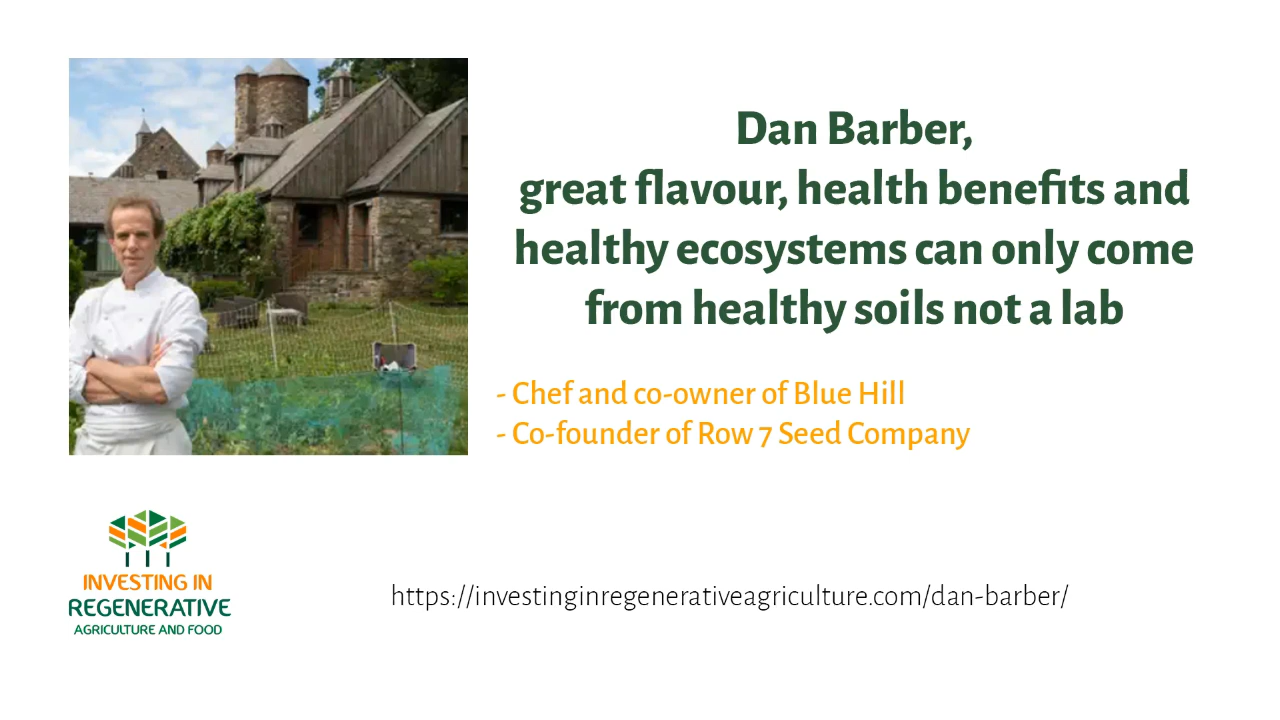 Dan Barber,
great flavour, health benefits and
healthy ecosystems can only come
from healthy soils not a lab
- Chef and co-owner of Blue Hill
- Co-founder of Row 7 Seed Company
INVESTING IN
REGENERATIVE
AGRICULTURE AND FOOD
https://investinginregenerativeagriculture.com/dan-barber/